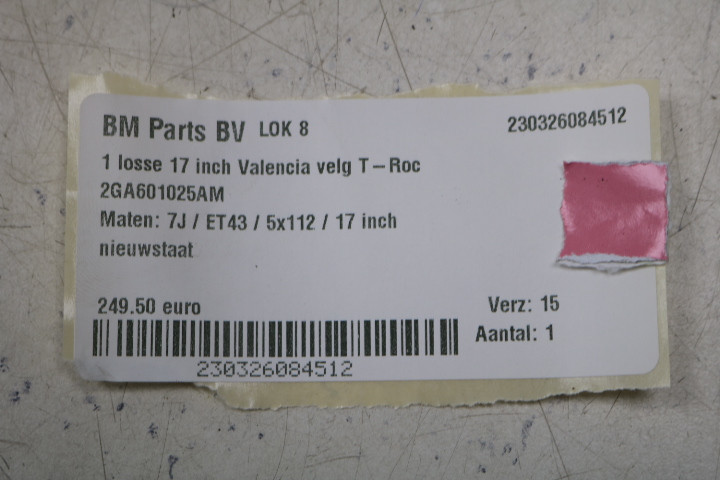 BM Parts BV LOK 8 230326084512
1 losse 17 inch Valencia velg T-Roc
2GA601025AM
Maten: 7J / ET43 / 5x112 / 17 inch
nieuwstaat
249.50 euro Verz: 15
Aantal: 1
230326084512